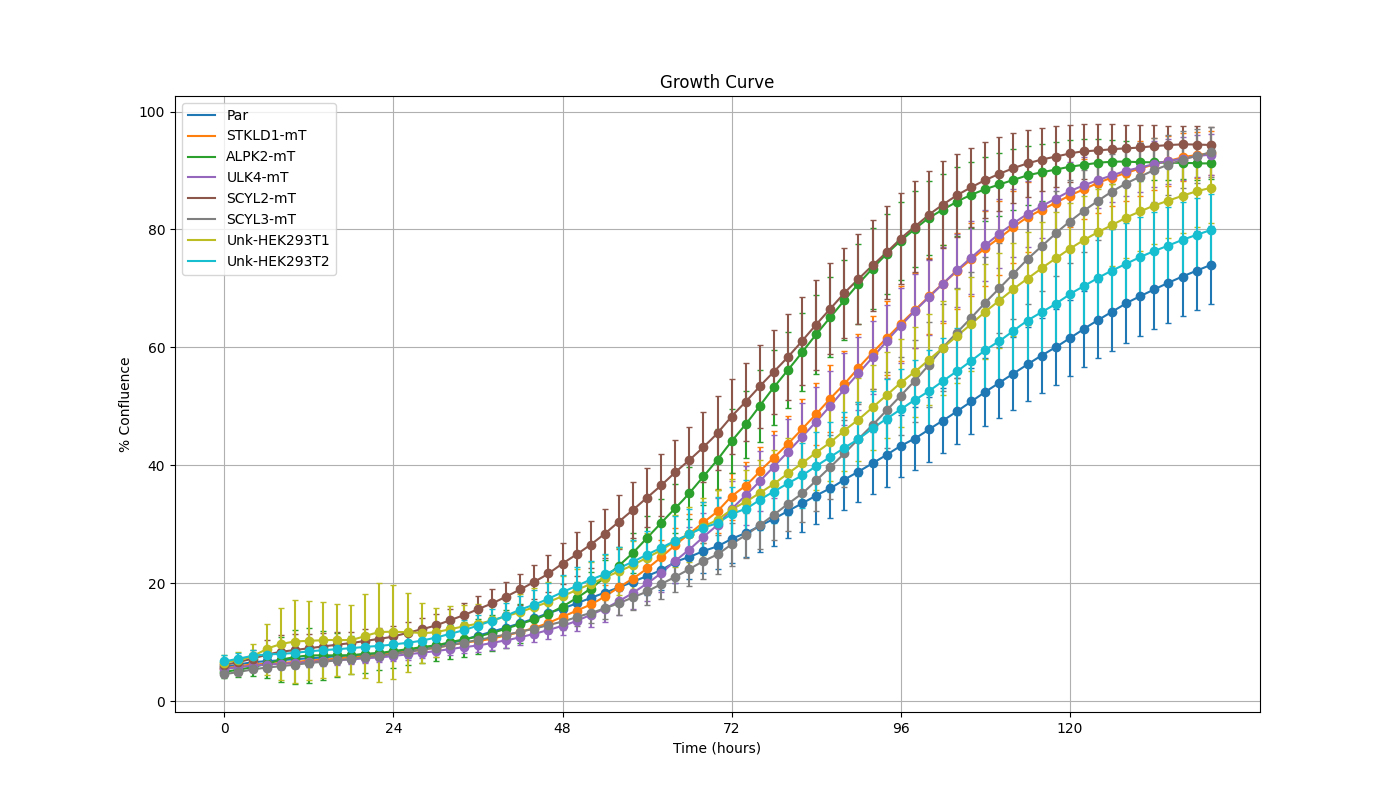 Growth Curve
100
80
60
40
20
0
% Confluence
Par
STKLD1-mT
ALPK2-mT
ULK4-mT
SCYL2-mT
SCYL3-mT
Unk-HEK293T1
Unk-HEK293T2
0 24 48 72 96 120
Time (hours)